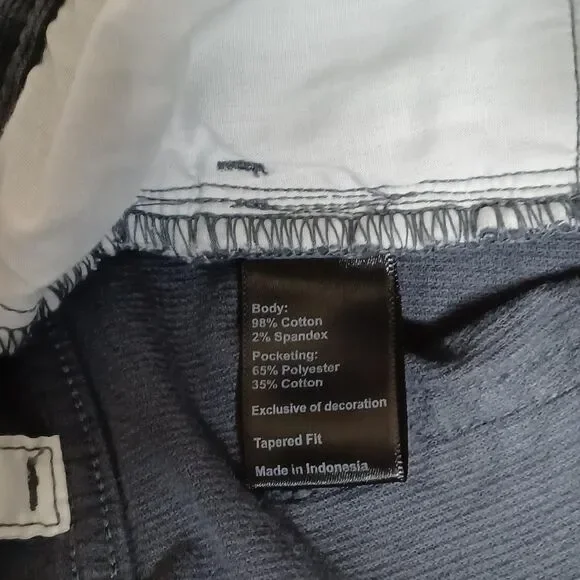 Body:
98% Cotton
2% Spandex
Pocketing:
65% Polyester
35% Cotton
Exclusive of decoration
Tapered Fit
Made in Indonesia